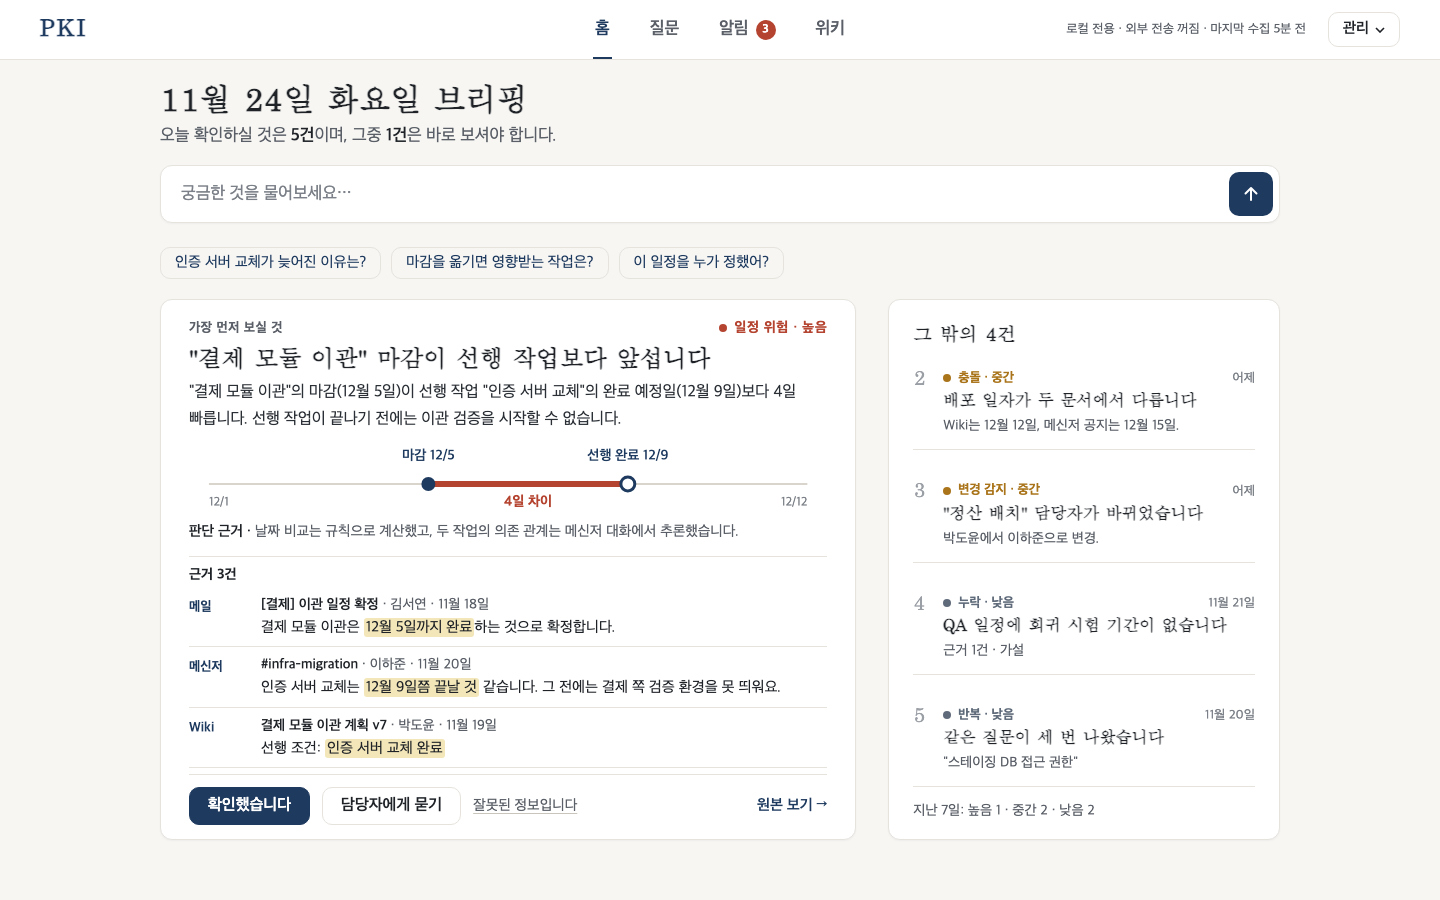 PKI
홈
질문
알림 3
위키
로컬 전용 · 외부 전송 꺼짐 · 마지막 수집 5분 전
관리
11월 24일 화요일 브리핑
오늘 확인하실 것은 5건이며, 그중 1건은 바로 보셔야 합니다.
궁금한 것을 물어보세요…
인증 서버 교체가 늦어진 이유는?
마감을 옮기면 영향받는 작업은?
이 일정을 누가 정했어?
가장 먼저 보실 것
일정 위험 · 높음
"결제 모듈 이관" 마감이 선행 작업보다 앞섭니다
"결제 모듈 이관"의 마감(12월 5일)이 선행 작업 "인증 서버 교체"의 완료 예정일(12월 9일)보다 4일
빠릅니다. 선행 작업이 끝나기 전에는 이관 검증을 시작할 수 없습니다.
마감 12/5
선행 완료 12/9
12/1
4일 차이
12/12
판단 근거 · 날짜 비교는 규칙으로 계산했고, 두 작업의 의존 관계는 메신저 대화에서 추론했습니다.
근거 3건
메일
[결제] 이관 일정 확정 · 김서연 · 11월 18일
결제 모듈 이관은 12월 5일까지 완료하는 것으로 확정합니다.
메신저
#infra-migration · 이하준 · 11월 20일
인증 서버 교체는 12월 9일쯤 끝날 것 같습니다. 그 전에는 결제 쪽 검증 환경을 못 띄워요.
Wiki
결제 모듈 이관 계획 v7 · 박도윤 · 11월 19일
선행 조건: 인증 서버 교체 완료
확인했습니다
담당자에게 묻기
잘못된 정보입니다
원본 보기 →
그 밖의 4건
2
충돌 · 중간
어제
배포 일자가 두 문서에서 다릅니다
Wiki는 12월 12일, 메신저 공지는 12월 15일.
3
변경 감지 · 중간
어제
"정산 배치" 담당자가 바뀌었습니다
박도윤에서 이하준으로 변경.
4
누락 · 낮음
11월 21일
QA 일정에 회귀 시험 기간이 없습니다
근거 1건 · 가설
5
반복 · 낮음
11월 20일
같은 질문이 세 번 나왔습니다
"스테이징 DB 접근 권한"
지난 7일: 높음 1 · 중간 2 · 낮음 2